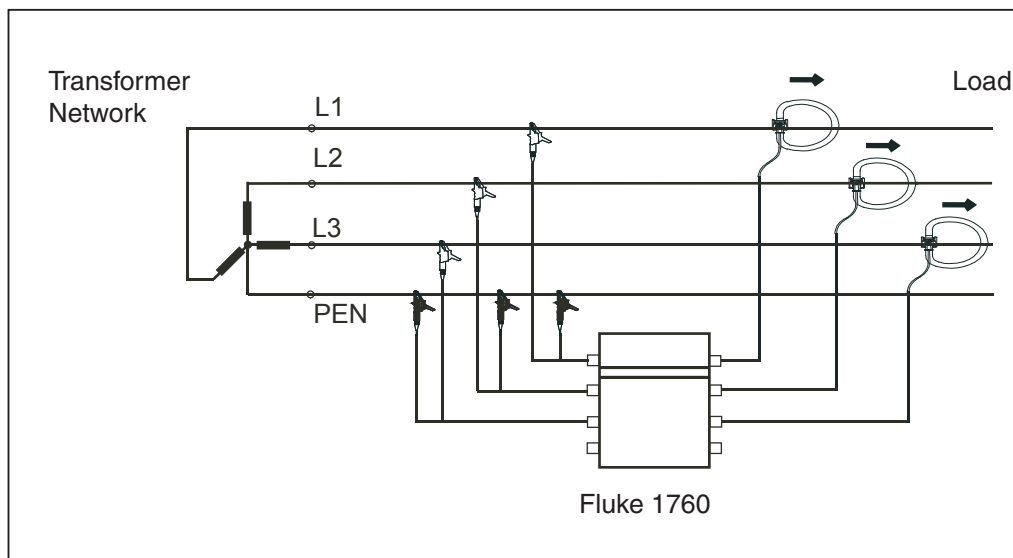 Transformer
Network
Load
L1
L2
L3
PEN
Fluke 1760